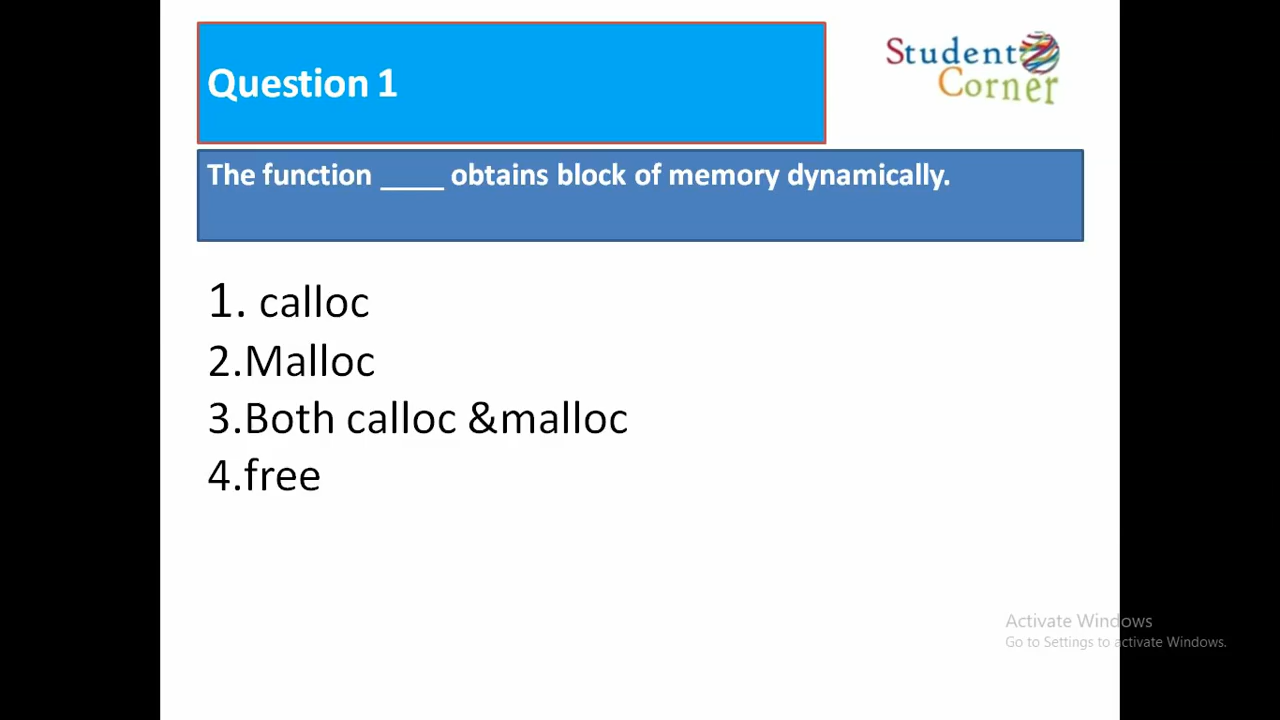 Question 1
Student
Corner
The function ____ obtains block of memory dynamically.
1. calloc
2.Malloc
3.Both calloc &malloc
4.free
Activate Windows
Go to Settings to activate Windows.